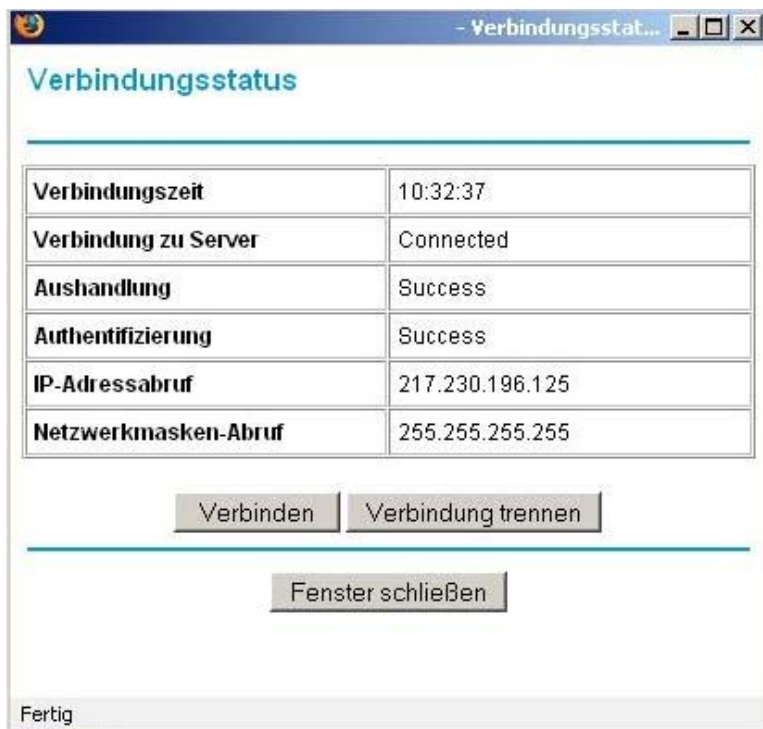 - Verbindungsstat...
Verbindungsstatus
Verbindungszeit 10:32:37
Verbindung zu Server Connected
Aushandlung Success
Authentifizierung Success
IP-Adressabruf 217.230.196.125
Netzwerkmasken-Abruf 255.255.255.255
Verbinden Verbindung trennen
Fenster schließen
Fertig